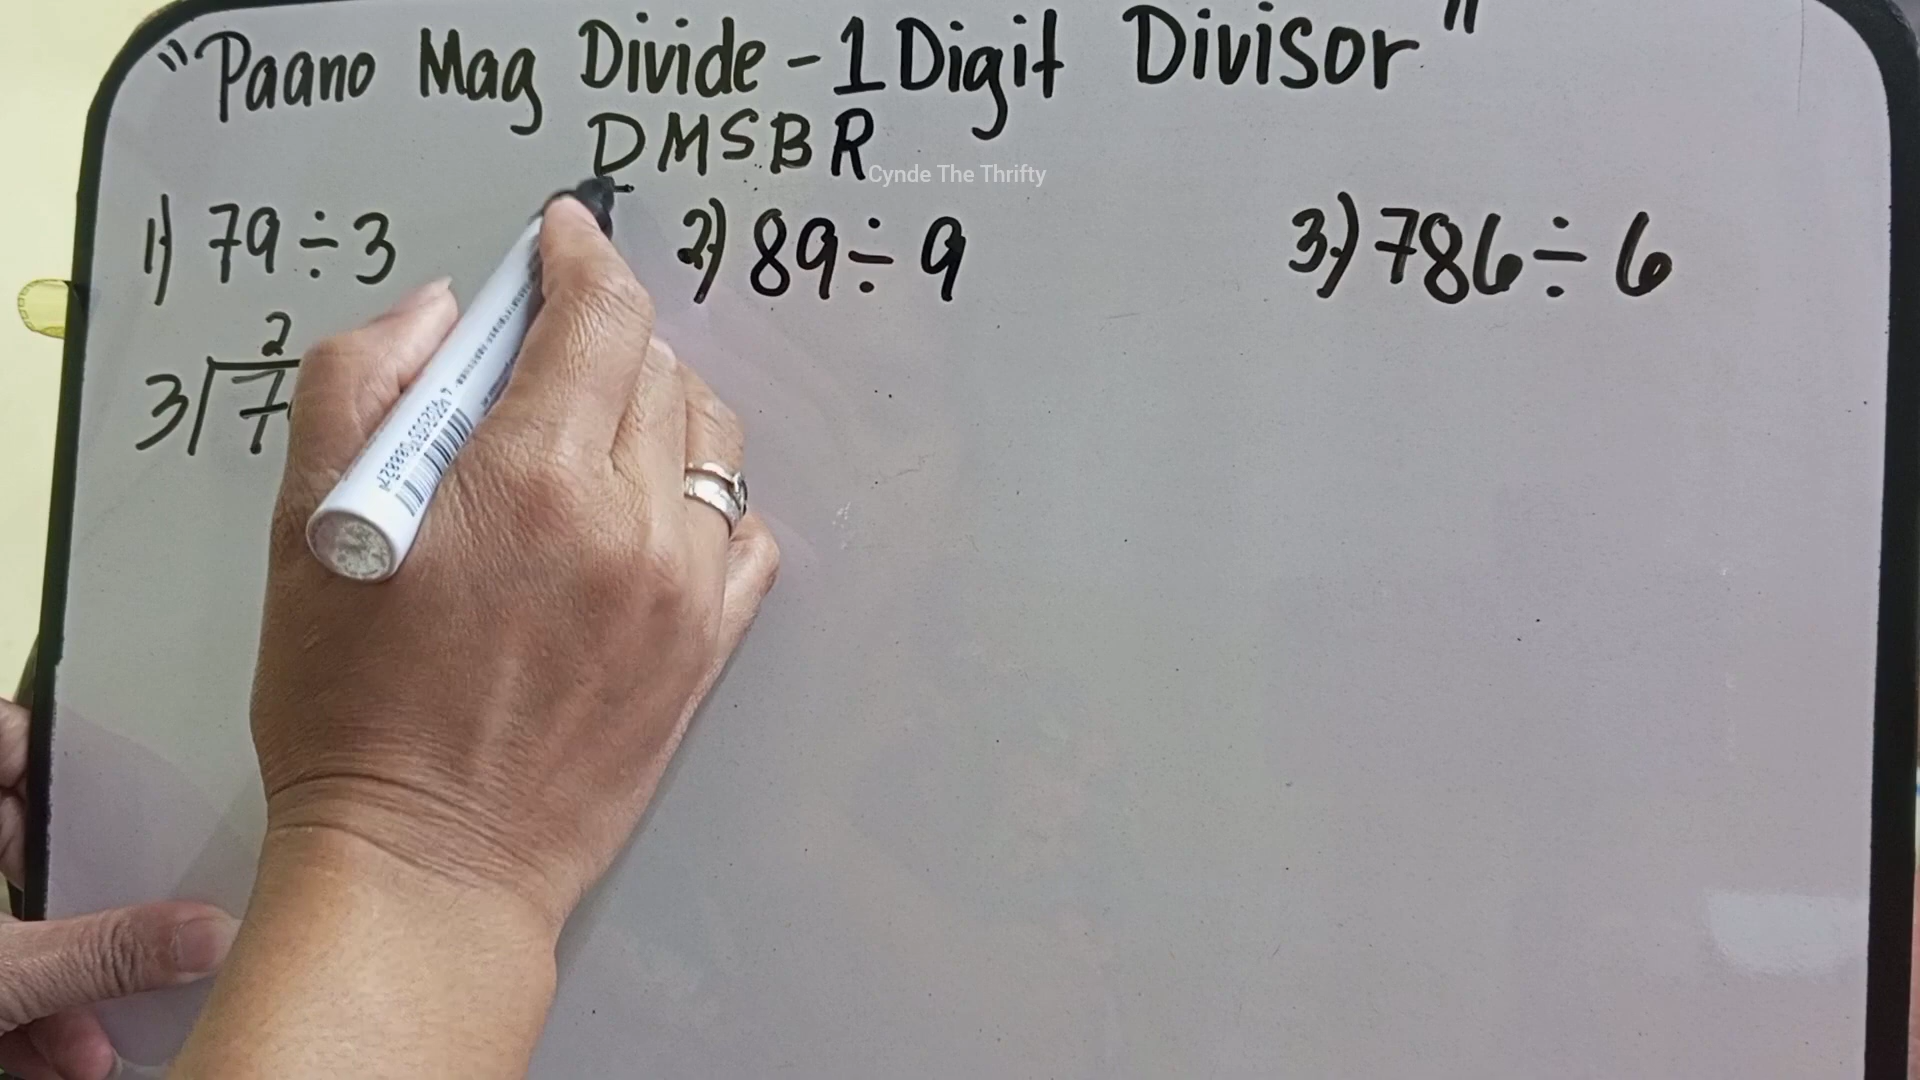 "Paano Mag Divide - 1 Digit Divisor"
D M S B R
Cynde The Thrifty
1) 79 ÷ 3
2.) 89 ÷ 9
3.) 786 ÷ 6
2
3 7